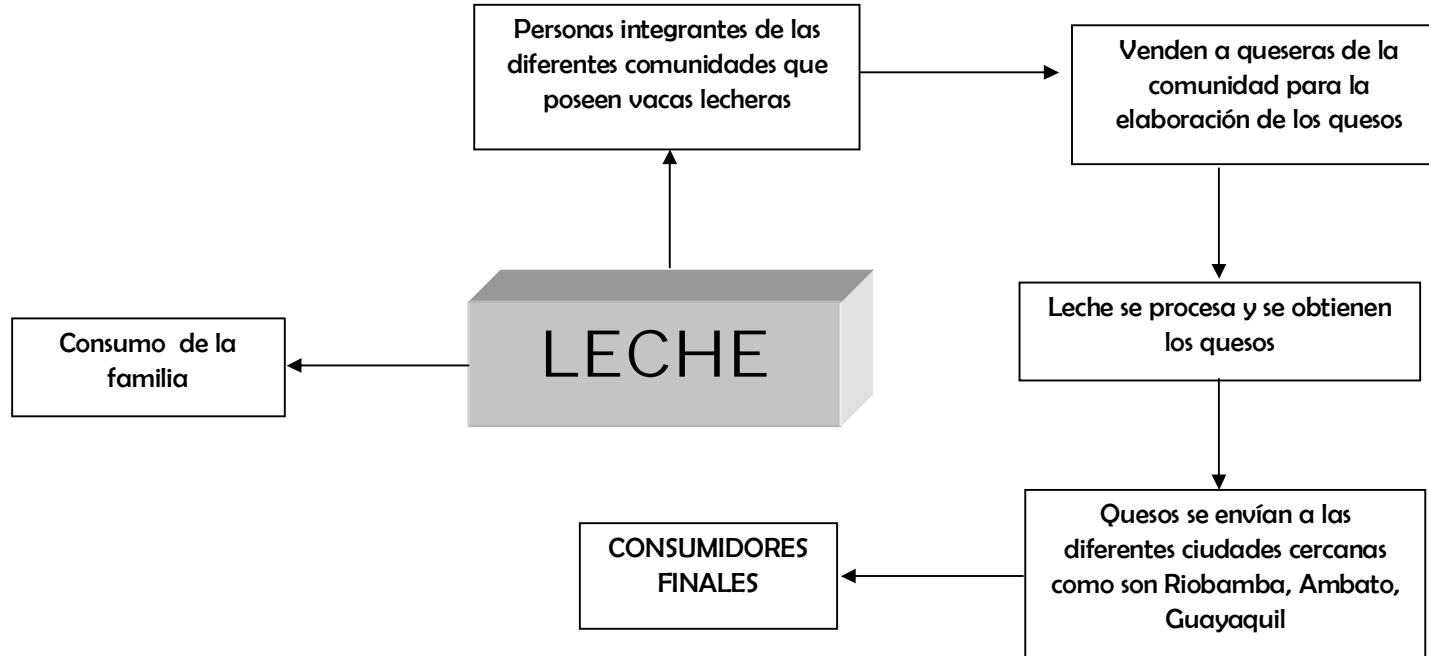 Personas integrantes de las
diferentes comunidades que
poseen vacas lecheras
Venden a queseras de la
comunidad para la
elaboración de los quesos
Leche se procesa y se obtienen
los quesos
LECHE
Consumo de la
familia
Quesos se envían a las
diferentes ciudades cercanas
como son Riobamba, Ambato,
Guayaquil
CONSUMIDORES
FINALES